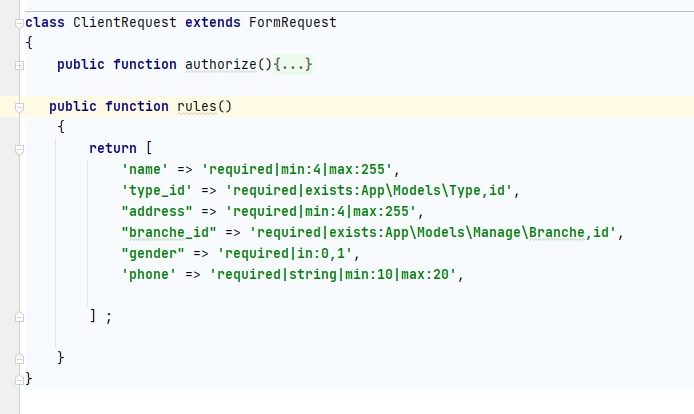 class ClientRequest extends FormRequest
{
    public function authorize(){...}
   public function rules()
    {
        return [
            'name' => 'required|min:4|max:255',
            'type_id' => 'required|exists:App\Models\Type,id',
            "address" => 'required|min:4|max:255',
            "branche_id" => 'required|exists:App\Models\Manage\Branche,id',
            "gender" => 'required|in:0,1',
            'phone' => 'required|string|min:10|max:20',
        ] ;
    }
}